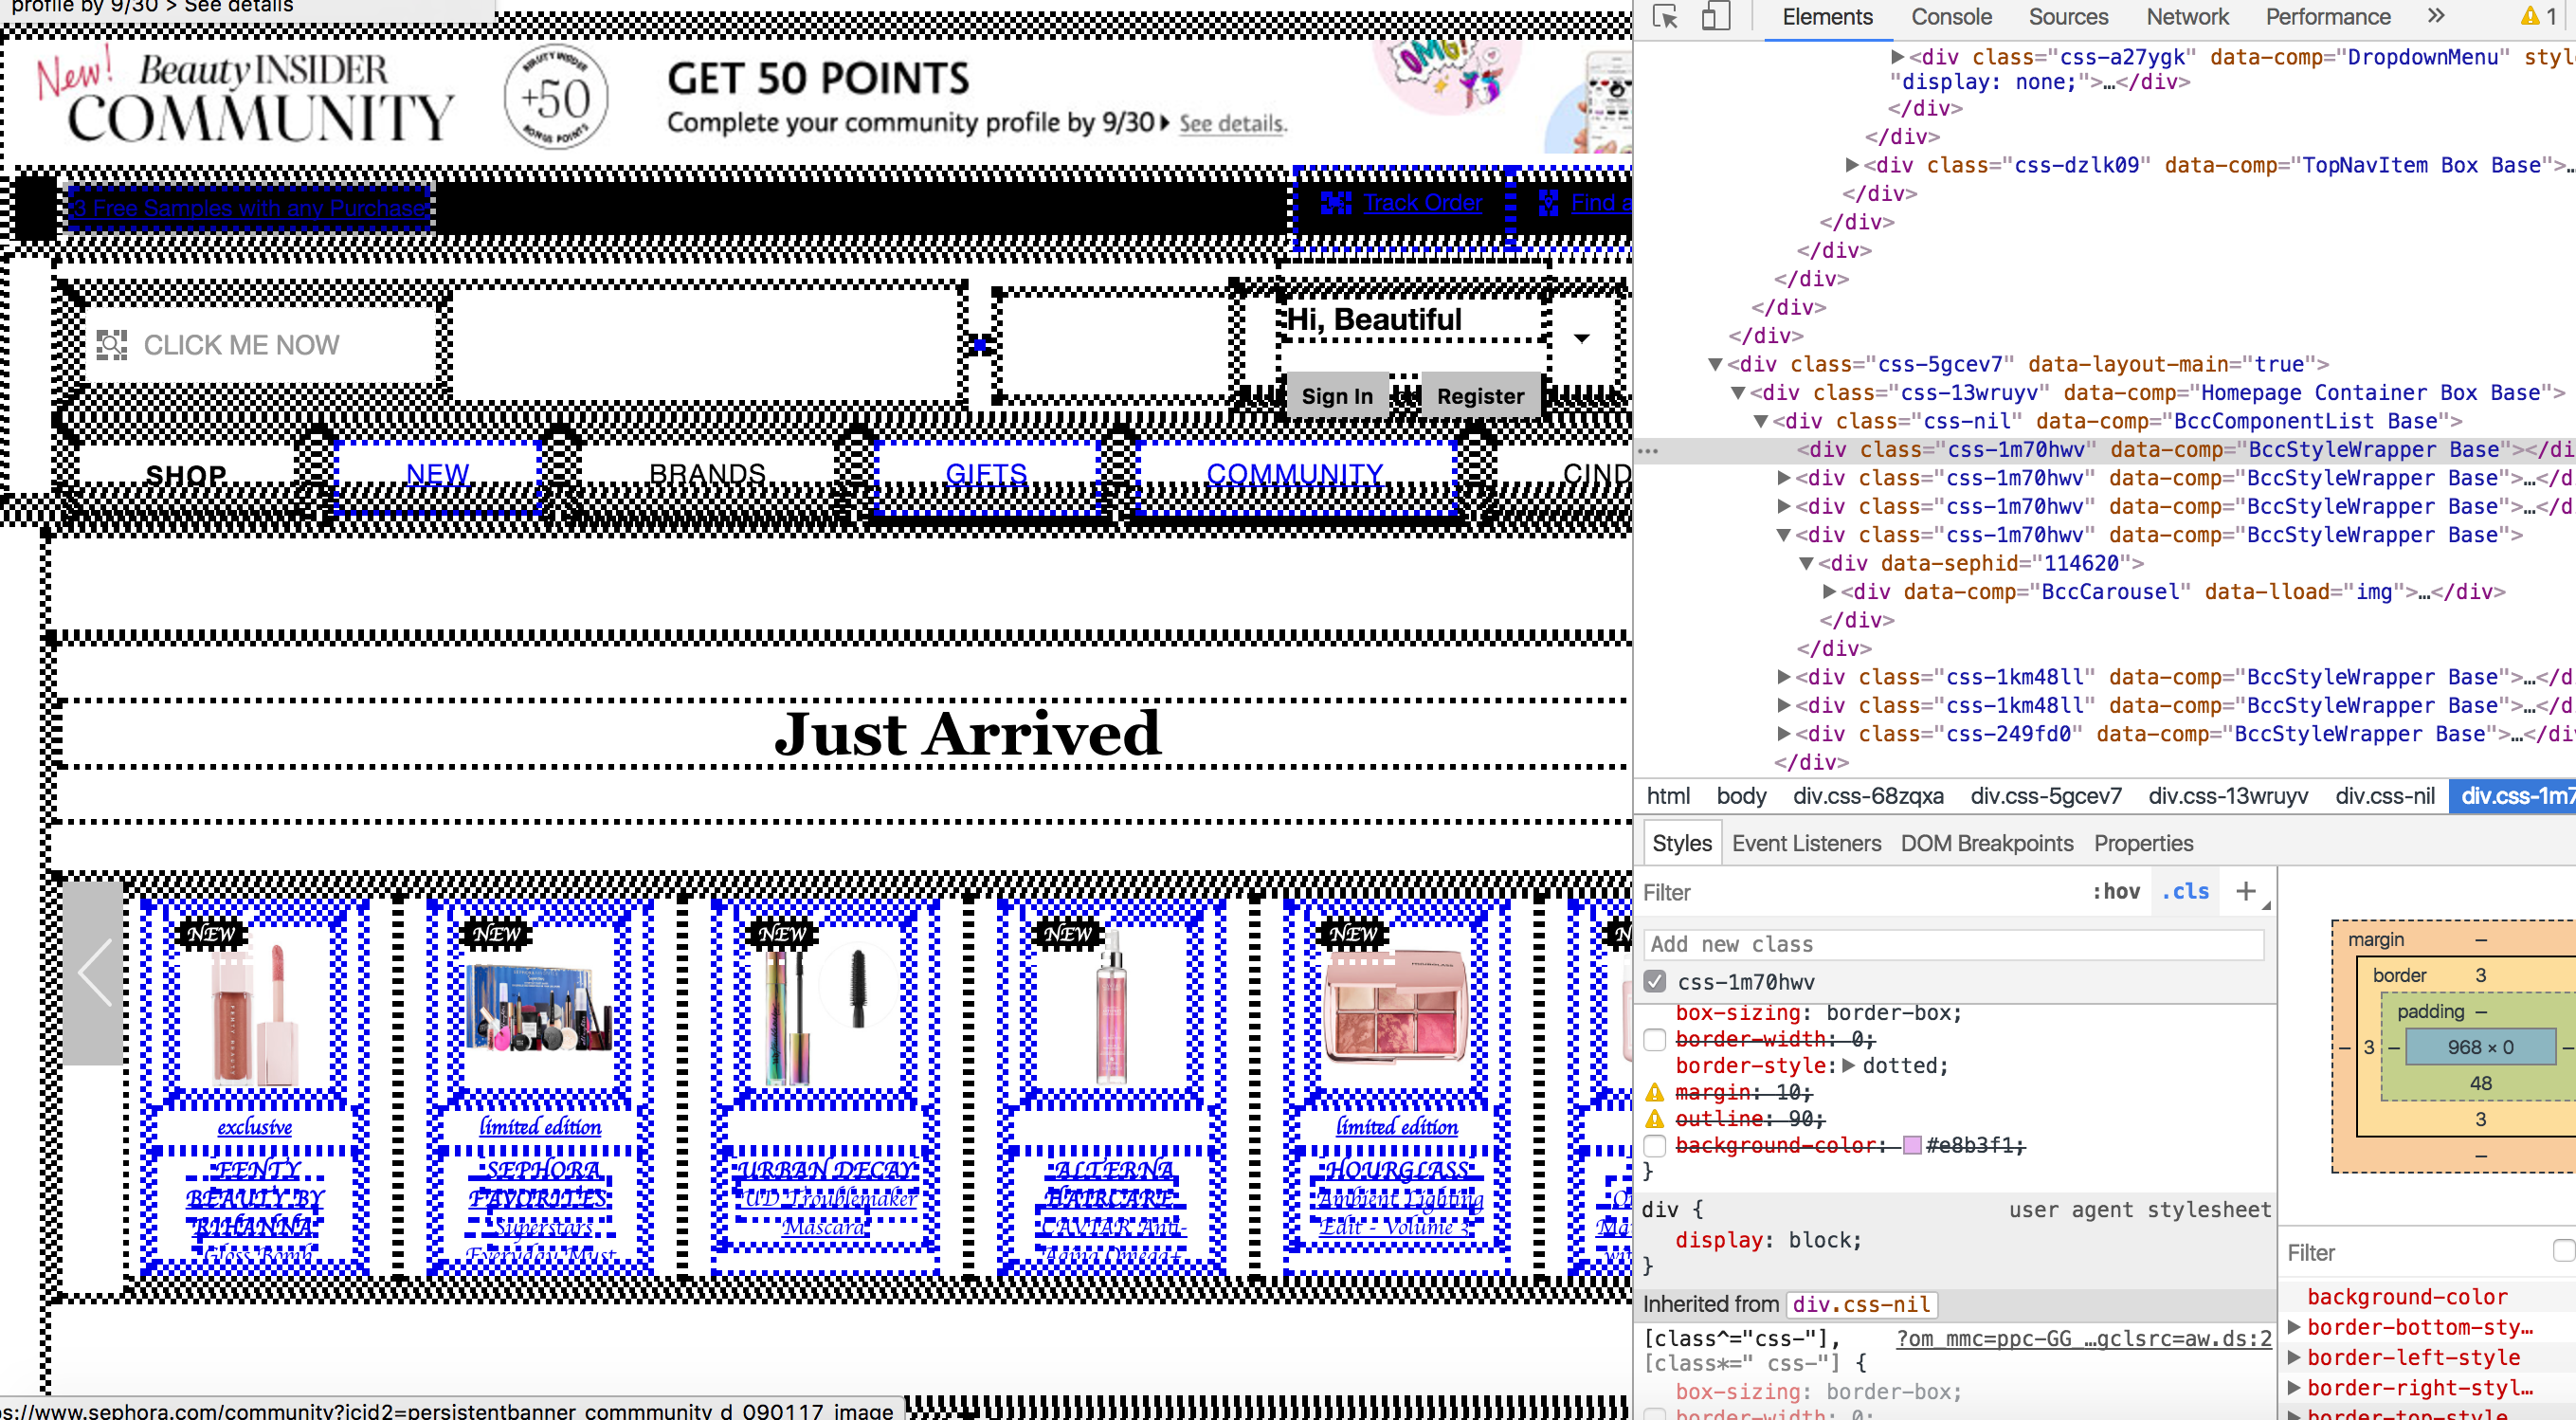 profile by 9/30 > See details
New! Beauty INSIDER
COMMUNITY
BEAUTY INSIDER
+50
BONUS POINTS
GET 50 POINTS
Complete your community profile by 9/30 ▸ See details.
OMG!
3 Free Samples with any Purchase
Track Order
Find a
CLICK ME NOW
Hi, Beautiful
Sign In
Register
SHOP
NEW
BRANDS
GIFTS
COMMUNITY
CIND
Just Arrived
NEW
NEW
NEW
NEW
NEW
N
exclusive
FENTY
BEAUTY BY
RIHANNA
Gloss Bomb
limited edition
SEPHORA
FAVORITES
Superstars
Everyday Must
URBAN DECAY
UD Troublemaker
Mascara
ALTERNA
HAIRCARE
CAVIAR Anti-
Aging Omega+
limited edition
HOURGLASS
Ambient Lighting
Edit - Volume 3
ps://www.sephora.com/community?icid2=persistentbanner_commmunity_d_090117_image
Elements
Console
Sources
Network
Performance
»
1
▶<div class="css-a27ygk" data-comp="DropdownMenu" styl
"display: none;">…</div>
</div>
</div>
▶<div class="css-dzlk09" data-comp="TopNavItem Box Base">…
</div>
</div>
</div>
</div>
</div>
</div>
▼<div class="css-5gcev7" data-layout-main="true">
▼<div class="css-13wruyv" data-comp="Homepage Container Box Base">
▼<div class="css-nil" data-comp="BccComponentList Base">
… <div class="css-1m70hwv" data-comp="BccStyleWrapper Base"></di
▶<div class="css-1m70hwv" data-comp="BccStyleWrapper Base">…</d
▶<div class="css-1m70hwv" data-comp="BccStyleWrapper Base">…</d
▼<div class="css-1m70hwv" data-comp="BccStyleWrapper Base">
▼<div data-sephid="114620">
▶<div data-comp="BccCarousel" data-lload="img">…</div>
</div>
</div>
▶<div class="css-1km48ll" data-comp="BccStyleWrapper Base">…</d
▶<div class="css-1km48ll" data-comp="BccStyleWrapper Base">…</d
▶<div class="css-249fd0" data-comp="BccStyleWrapper Base">…</di
</div>
html body div.css-68zqxa div.css-5gcev7 div.css-13wruyv div.css-nil div.css-1m7
Styles Event Listeners DOM Breakpoints Properties
Filter
:hov .cls +
Add new class
css-1m70hwv
box-sizing: border-box;
border-width: 0;
border-style:▶ dotted;
margin: 10;
outline: 90;
background-color: #e8b3f1;
}
div {
user agent stylesheet
display: block;
}
Inherited from div.css-nil
[class^="css-"], ?om_mmc=ppc-GG_…gclsrc=aw.ds:2
[class*=" css-"] {
box-sizing: border-box;
border-width: 0;
margin –
border 3
padding –
– 3 – 968 × 0 –
48
3
–
Filter
background-color
▶ border-bottom-sty…
▶ border-left-style
▶ border-right-styl…
▶ border-top-style